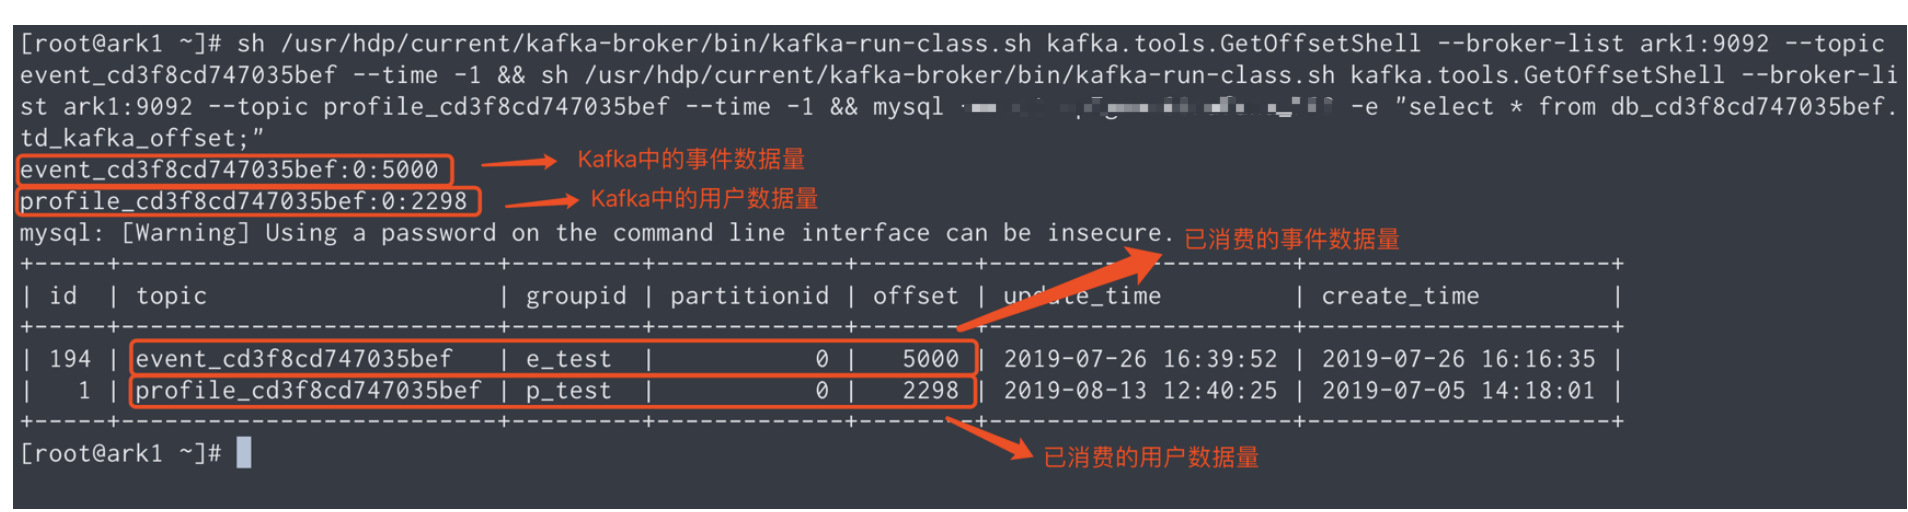 [root@ark1 ~]# sh /usr/hdp/current/kafka-broker/bin/kafka-run-class.sh kafka.tools.GetOffsetShell --broker-list ark1:9092 --topic
event_cd3f8cd747035bef --time -1 && sh /usr/hdp/current/kafka-broker/bin/kafka-run-class.sh kafka.tools.GetOffsetShell --broker-li
st ark1:9092 --topic profile_cd3f8cd747035bef --time -1 && mysql -e "select * from db_cd3f8cd747035bef.
td_kafka_offset;"
event_cd3f8cd747035bef:0:5000 Kafka中的事件数据量
profile_cd3f8cd747035bef:0:2298 Kafka中的用户数据量
mysql: [Warning] Using a password on the command line interface can be insecure. 已消费的事件数据量
| id | topic | groupid | partitionid | offset | update_time | create_time |
| 194 | event_cd3f8cd747035bef | e_test | 0 | 5000 | 2019-07-26 16:39:52 | 2019-07-26 16:16:35 |
| 1 | profile_cd3f8cd747035bef | p_test | 0 | 2298 | 2019-08-13 12:40:25 | 2019-07-05 14:18:01 |
[root@ark1 ~]# 已消费的用户数据量